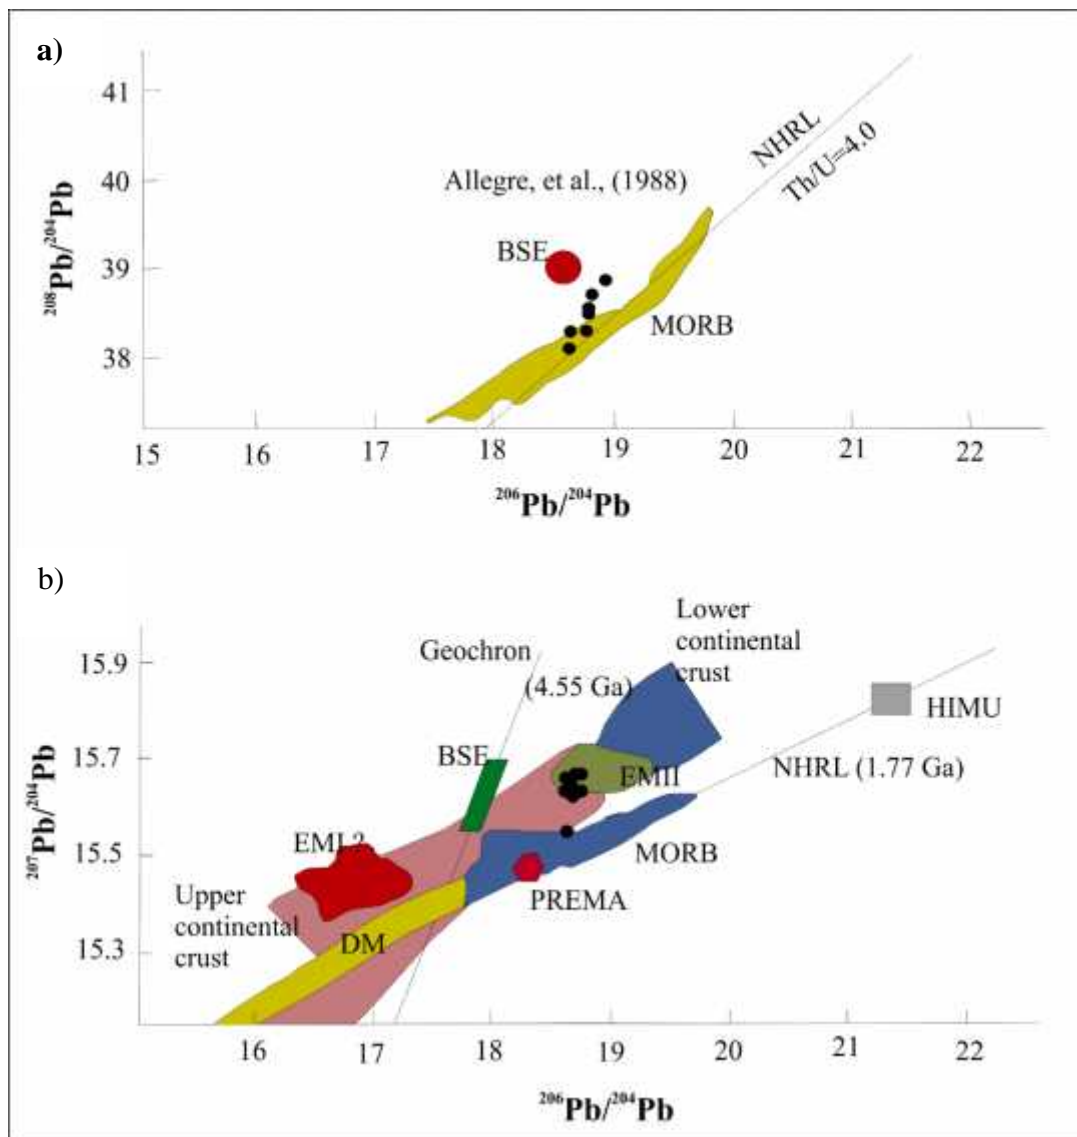 a)
41
40
39
38
²⁰⁸Pb/²⁰⁴Pb
NHRL
Th/U=4.0
Allegre, et al., (1988)
BSE
MORB
15 16 17 18 19 20 21 22
²⁰⁶Pb/²⁰⁴Pb
b)
Lower
continental
crust
Geochron
(4.55 Ga)
15.9
15.7
15.5
15.3
²⁰⁷Pb/²⁰⁴Pb
HIMU
BSE
EMII
NHRL (1.77 Ga)
EMI ?
MORB
PREMA
Upper
continental
crust
DM
16 17 18 19 20 21 22
²⁰⁶Pb/²⁰⁴Pb